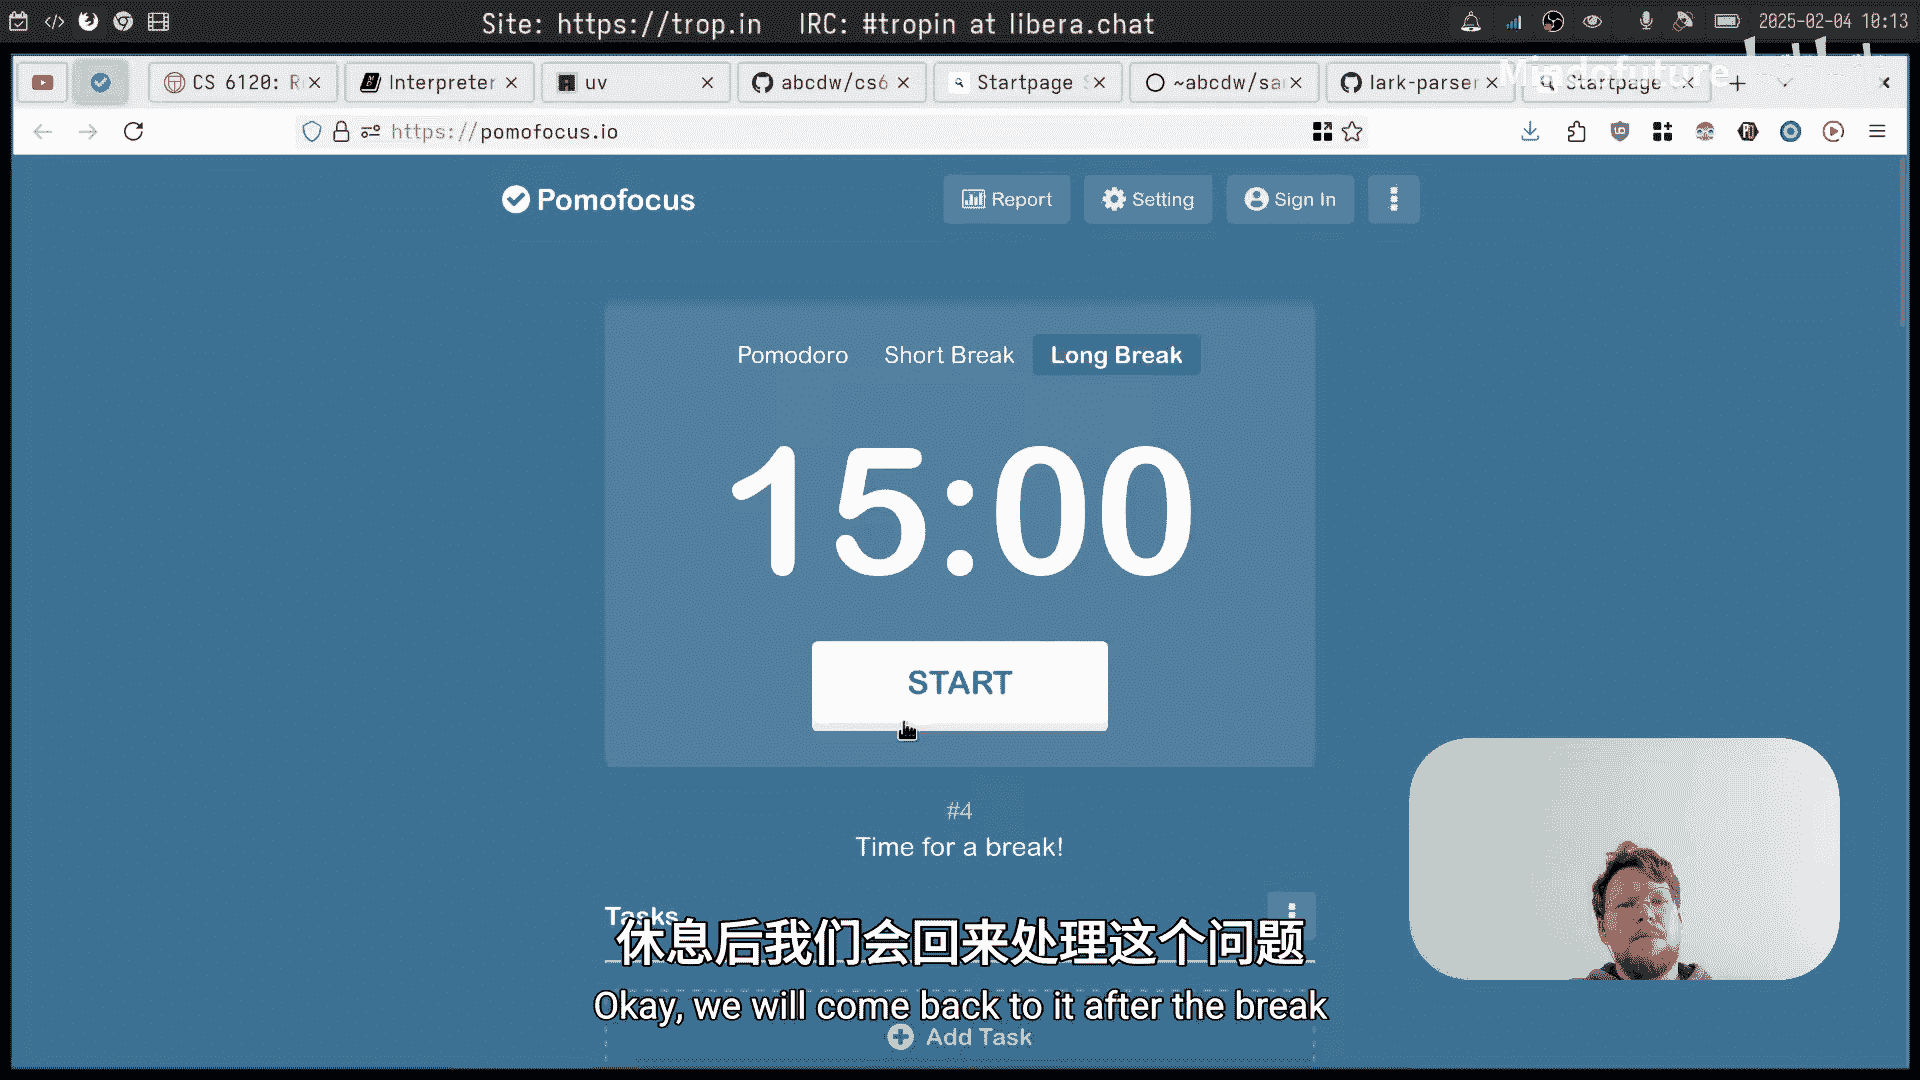 Site: https://trop.in IRC: #tropin at libera.chat
2025-02-04 10:13
Mindofuture
CS 6120: R
Interpreter
uv
abcdw/cs6
Startpage
~abcdw/sa
lark-parser
Startpage
https://pomofocus.io
Pomofocus
Report
Setting
Sign In
Pomodoro
Short Break
Long Break
15:00
START
#4
Time for a break!
Tasks
休息后我们会回来处理这个问题
Okay, we will come back to it after the break
Add Task